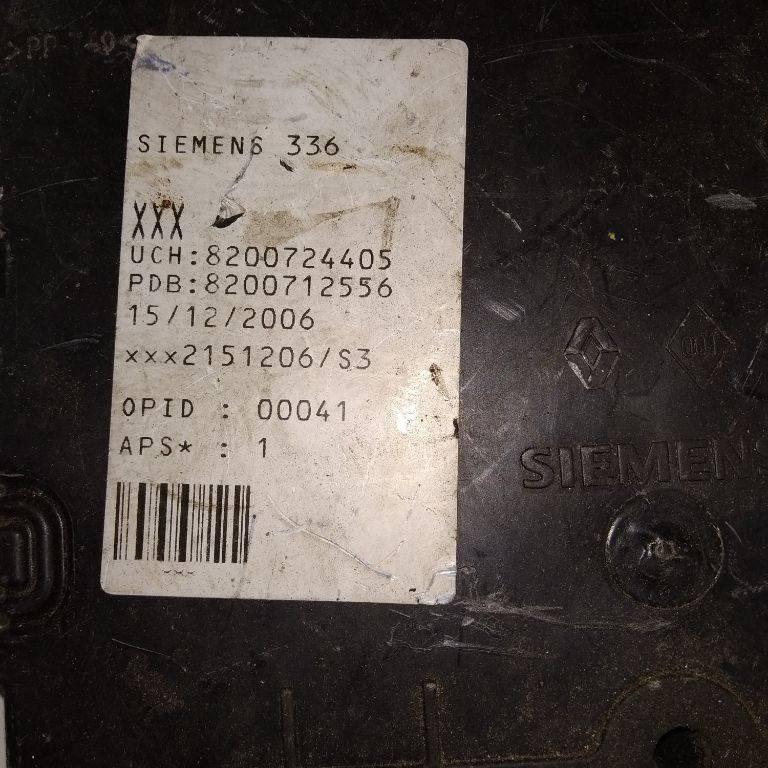 SIEMENS 336
XXX
UCH:8200724405
PDB:8200712556
15/12/2006
xxx2151206/S3
OPID : 00041
APS* : 1
SIEMENS